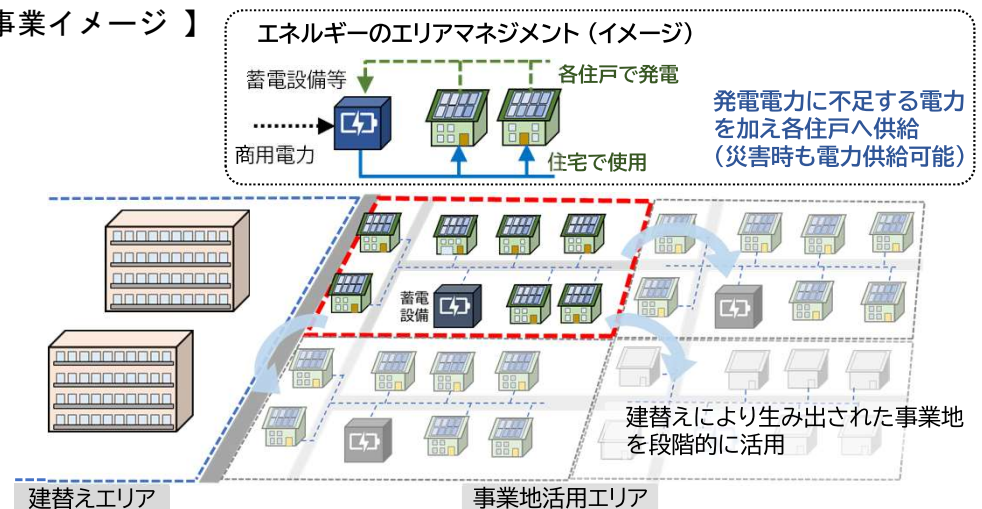 事業イメージ 】
エネルギーのエリアマネジメント（イメージ）
蓄電設備等
各住戸で発電
商用電力
住宅で使用
発電電力に不足する電力
を加え各住戸へ供給
（災害時も電力供給可能）
蓄電
設備
建替えにより生み出された事業地
を段階的に活用
建替えエリア
事業地活用エリア